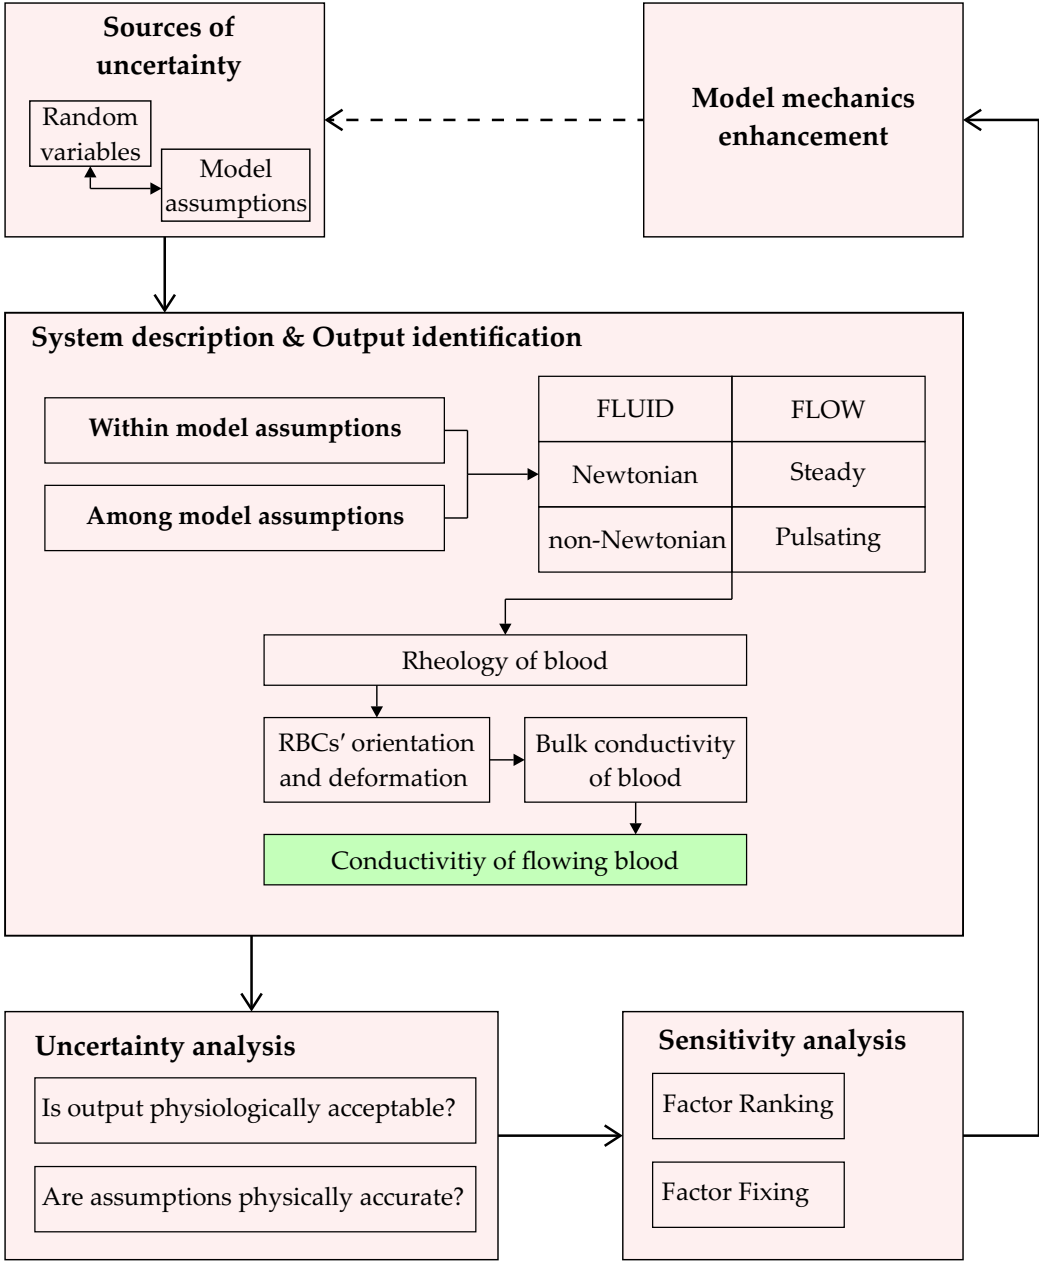 Sources of
uncertainty
Random
variables
Model
assumptions
Model mechanics
enhancement
System description & Output identification
Within model assumptions
Among model assumptions
FLUID
FLOW
Newtonian
Steady
non-Newtonian
Pulsating
Rheology of blood
RBCs' orientation
and deformation
Bulk conductivity
of blood
Conductivitiy of flowing blood
Uncertainty analysis
Is output physiologically acceptable?
Are assumptions physically accurate?
Sensitivity analysis
Factor Ranking
Factor Fixing